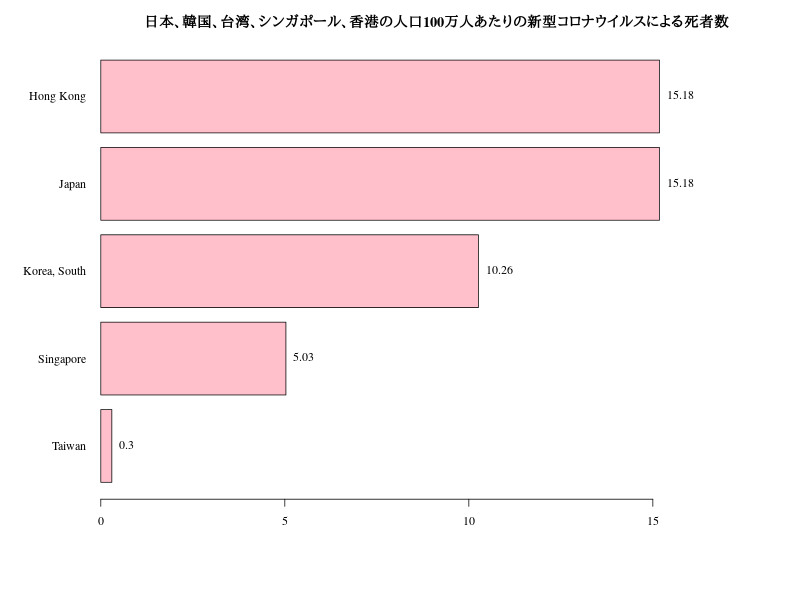 日本、韓国、台湾、シンガポール、香港の人口100万人あたりの新型コロナウイルスによる死者数
Hong Kong 15.18
Japan 15.18
Korea, South 10.26
Singapore 5.03
Taiwan 0.3
0 5 10 15